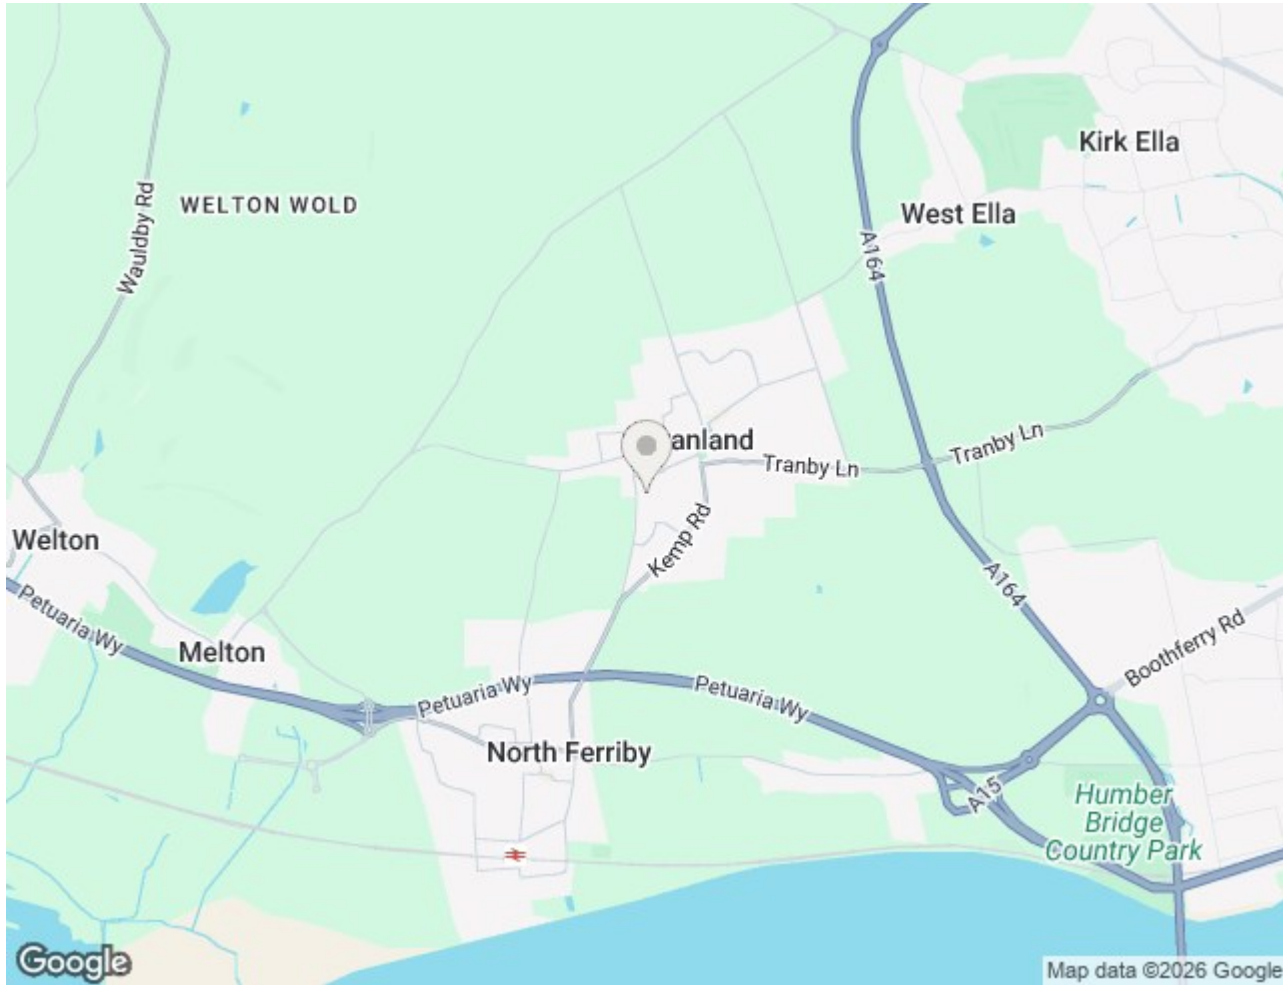 Kirk Ella
WELTON WOLD
West Ella
Wauldby Rd
A164
anland
Tranby Ln
Tranby Ln
Kemp Rd
Welton
A164
Petuaria Wy
Boothferry Rd
Melton
Petuaria Wy
Petuaria Wy
North Ferriby
A15
Humber
Bridge
Country Park
Google
Map data ©2026 Google